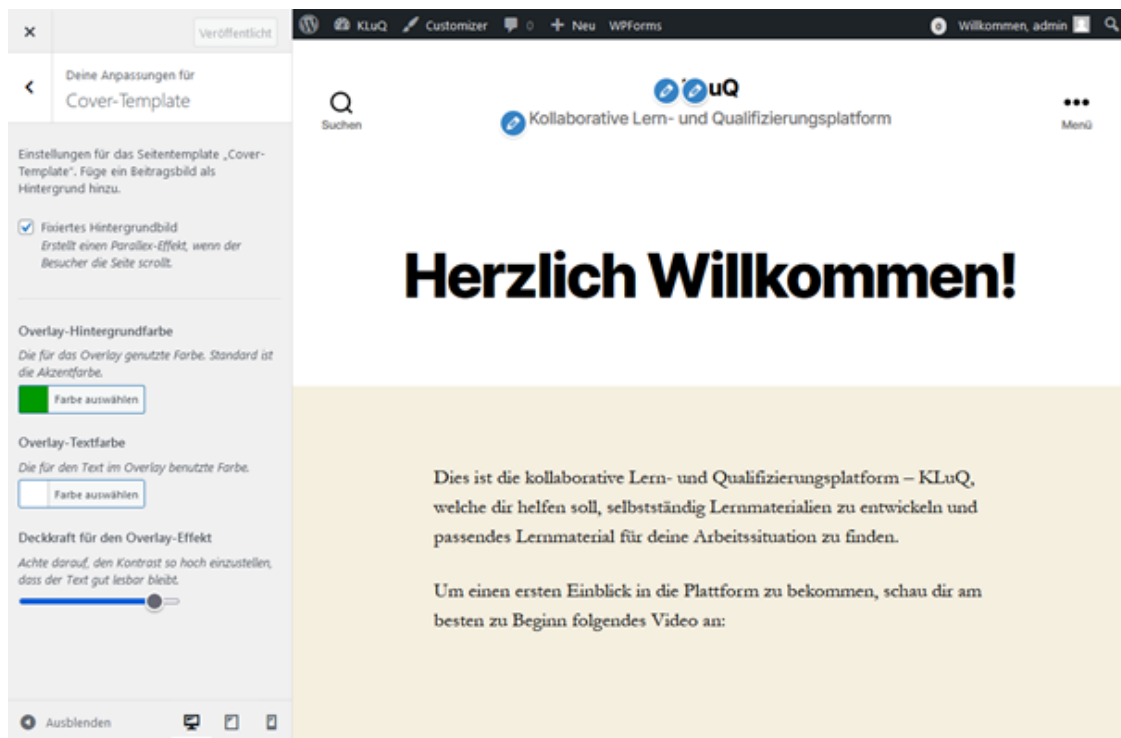 Veröffentlicht
Deine Anpassungen für
Cover-Template
Einstellungen für das Seitentemplate „Cover-
Template“. Füge ein Beitragsbild als
Hintergrund hinzu.
Fixiertes Hintergrundbild
Erstellt einen Parallex-Effekt, wenn der
Besucher die Seite scrollt.
Overlay-Hintergrundfarbe
Die für das Overlay genutzte Farbe. Standard ist
die Akzentfarbe.
Farbe auswählen
Overlay-Textfarbe
Die für den Text im Overlay benutzte Farbe.
Farbe auswählen
Deckkraft für den Overlay-Effekt
Achte darauf, den Kontrast so hoch einzustellen,
dass der Text gut lesbar bleibt.
Ausblenden
KLuQ Customizer 0 Neu WPForms Willkommen, admin
Suchen
uQ
Kollaborative Lern- und Qualifizierungsplatform
Menü
Herzlich Willkommen!
Dies ist die kollaborative Lern- und Qualifizierungsplatform – KLuQ,
welche dir helfen soll, selbstständig Lernmaterialien zu entwickeln und
passendes Lernmaterial für deine Arbeitssituation zu finden.
Um einen ersten Einblick in die Plattform zu bekommen, schau dir am
besten zu Beginn folgendes Video an: